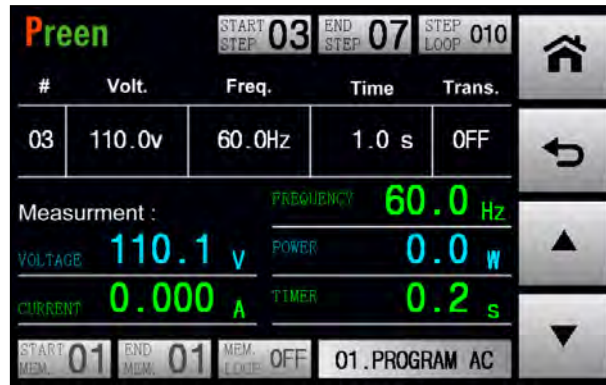 Preen START STEP 03 END STEP 07 STEP LOOP 010
# Volt. Freq. Time Trans.
03 110.0v 60.0Hz 1.0 s OFF
Measurment :
FREQUENCY 60.0 Hz
VOLTAGE 110.1 V POWER 0.0 W
CURRENT 0.000 A TIMER 0.2 s
START MEM. 01 END MEM. 01 MEM. LOOP OFF 01.PROGRAM AC